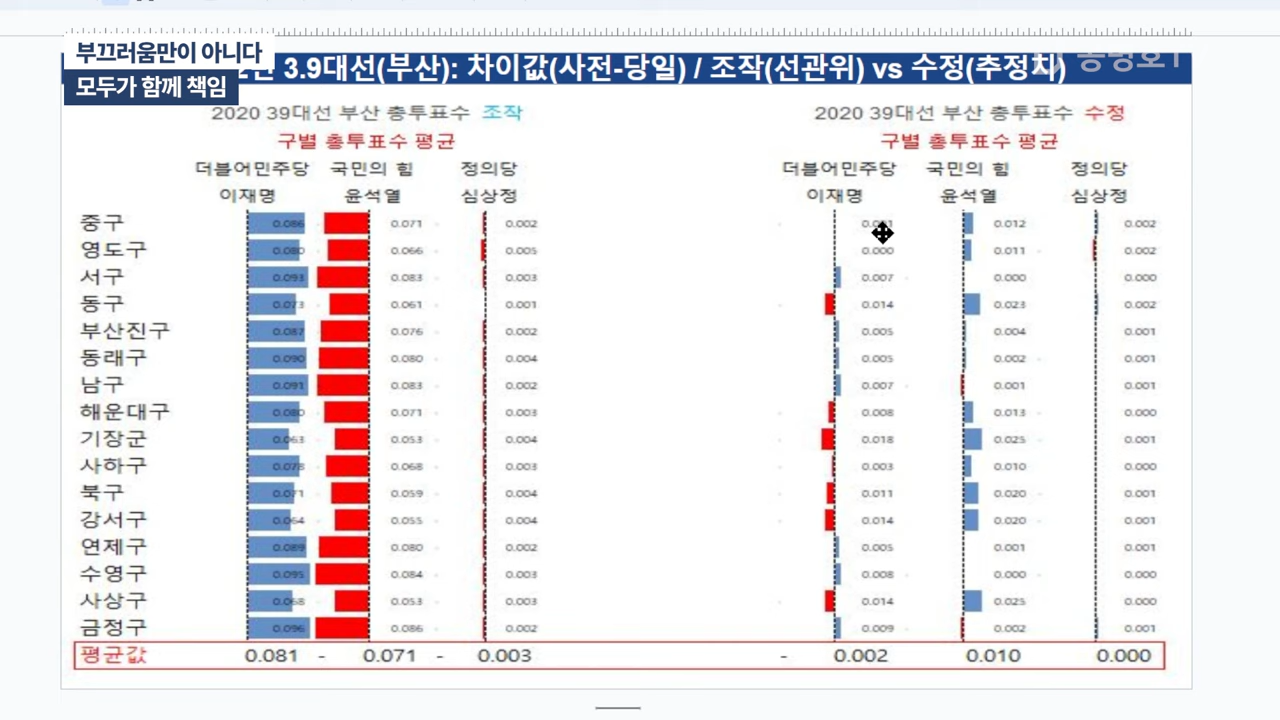 부끄러움만이 아니다
모두가 함께 책임
3.9대선(부산): 차이값(사전-당일) / 조작(선관위) vs 수정(추정치)
2020 39대선 부산 총투표수 조작 2020 39대선 부산 총투표수 수정
구별 총투표수 평균 구별 총투표수 평균
더불어민주당 국민의 힘 정의당 더불어민주당 국민의 힘 정의당
이재명 윤석열 심상정 이재명 윤석열 심상정
중구 0.086 0.071 0.002 - 0.012 0.002
영도구 0.080 0.066 0.005 0.000 0.011 0.002
서구 0.093 0.083 0.003 0.007 0.000 0.000
동구 0.073 0.061 0.001 - 0.014 0.023 0.002
부산진구 0.087 0.076 0.002 0.005 0.004 0.001
동래구 0.090 0.080 0.004 0.005 0.002 - 0.001
남구 0.091 0.083 0.002 0.007 - 0.001 0.001
해운대구 0.080 0.071 0.003 - 0.008 0.013 0.000
기장군 0.063 - 0.053 - 0.004 - 0.018 0.025 0.001
사하구 0.078 - 0.068 - 0.003 - 0.003 0.010 0.000
북구 0.071 - 0.059 - 0.004 - 0.011 0.020 - 0.001
강서구 0.064 - 0.055 - 0.004 - 0.014 0.020 - 0.001
연제구 0.089 - 0.080 - 0.002 0.005 0.001 0.001
수영구 0.095 - 0.084 - 0.003 0.008 - 0.000 - 0.000
사상구 0.068 - 0.053 - 0.003 - 0.014 0.025 0.000
금정구 0.096 - 0.086 - 0.002 0.009 - 0.002 0.001
평균값 0.081 - 0.071 - 0.003 - 0.002 0.010 0.000